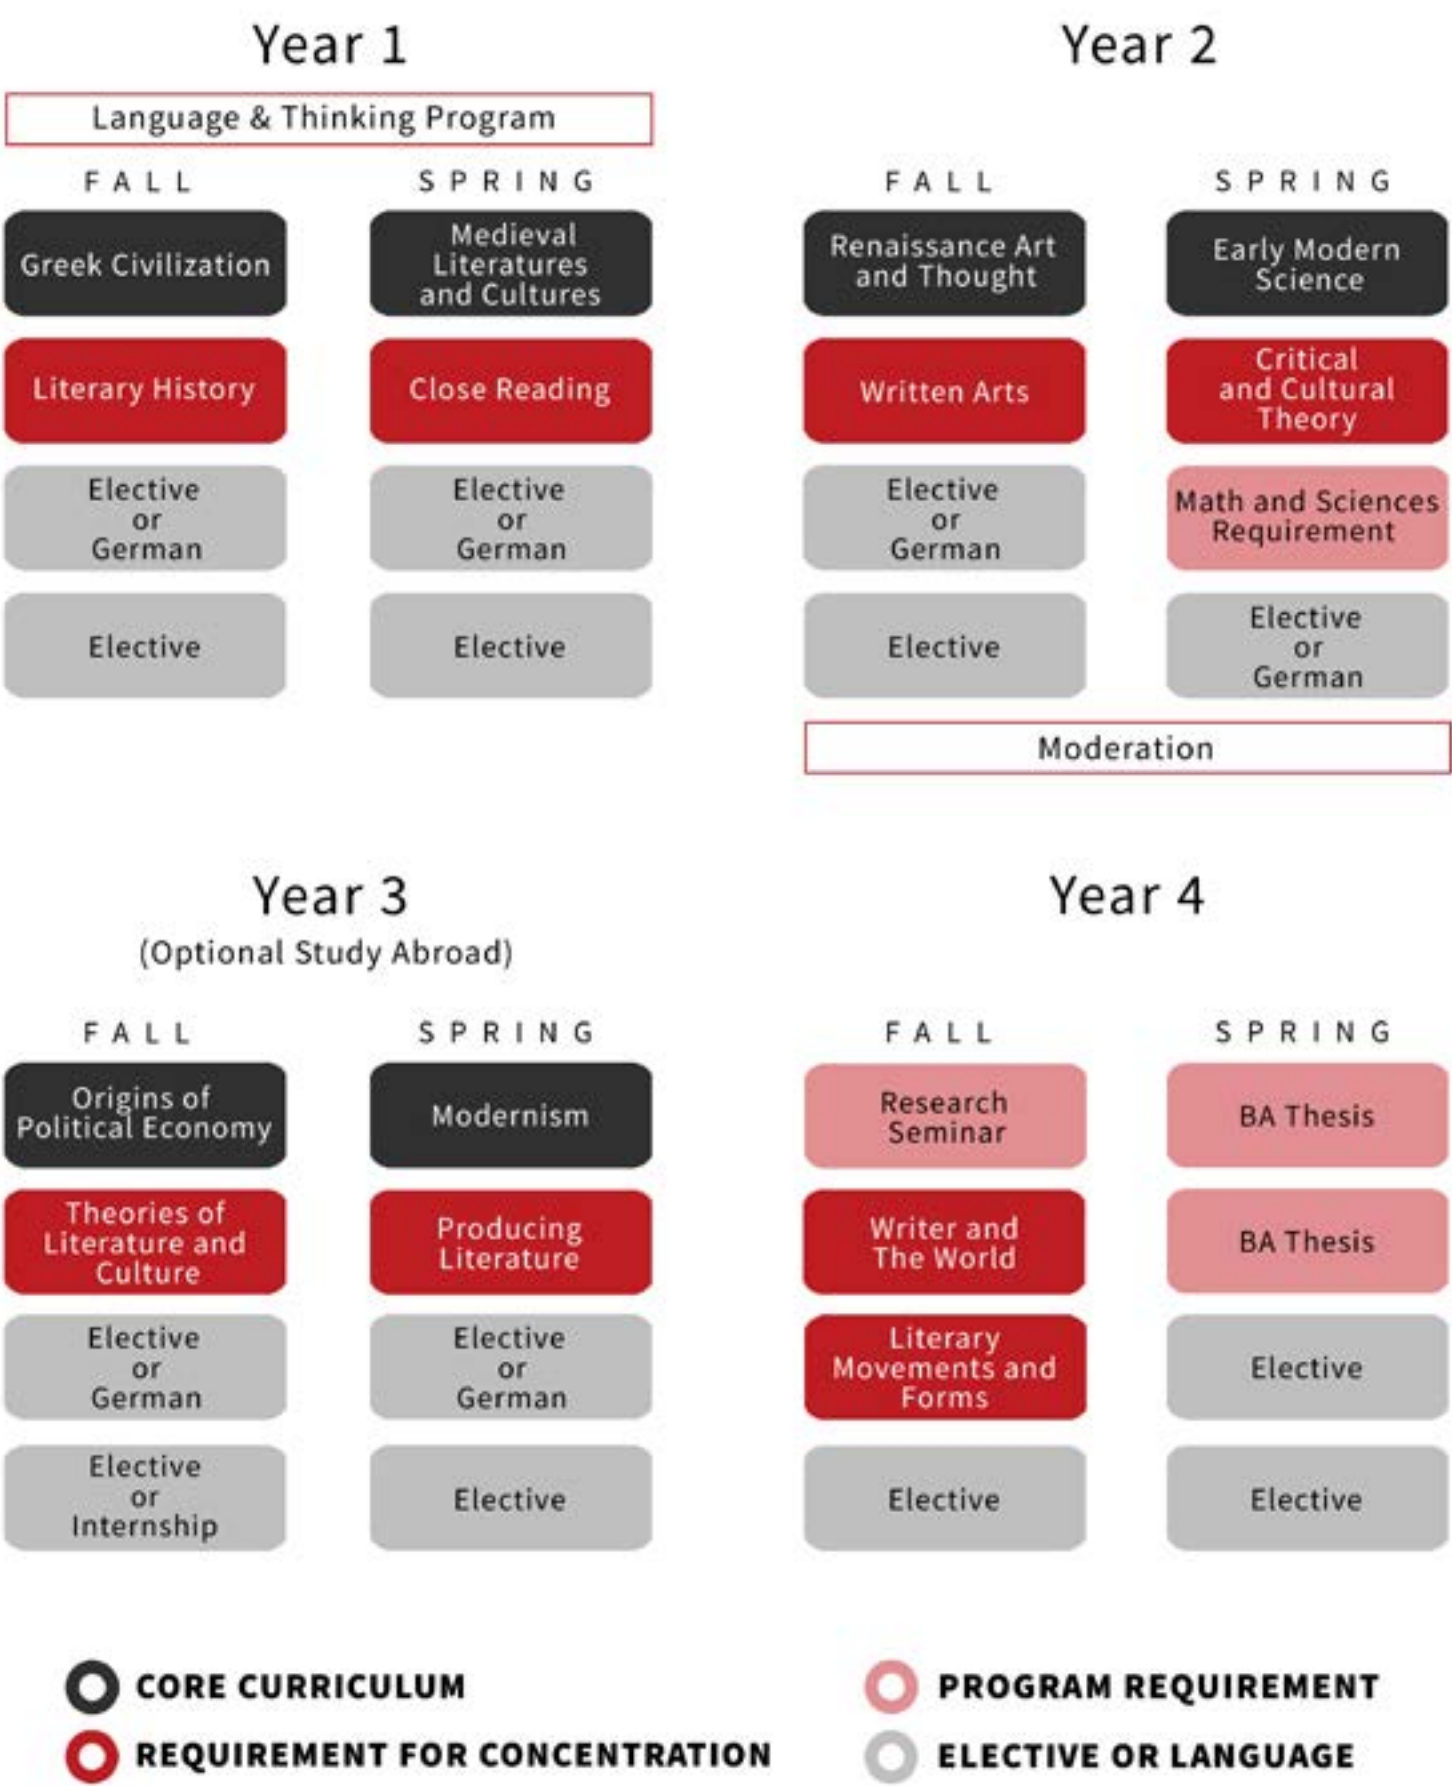 Year 1
Language & Thinking Program
FALL
Greek Civilization
Literary History
Elective
or
German
Elective
SPRING
Medieval
Literatures
and Cultures
Close Reading
Elective
or
German
Elective
Year 2
FALL
Renaissance Art
and Thought
Written Arts
Elective
or
German
Elective
SPRING
Early Modern
Science
Critical
and Cultural
Theory
Math and Sciences
Requirement
Elective
or
German
Moderation
Year 3
(Optional Study Abroad)
FALL
Origins of
Political Economy
Theories of
Literature and
Culture
Elective
or
German
Elective
or
Internship
SPRING
Modernism
Producing
Literature
Elective
or
German
Elective
Year 4
FALL
Research
Seminar
Writer and
The World
Literary
Movements and
Forms
Elective
SPRING
BA Thesis
BA Thesis
Elective
Elective
CORE CURRICULUM
REQUIREMENT FOR CONCENTRATION
PROGRAM REQUIREMENT
ELECTIVE OR LANGUAGE